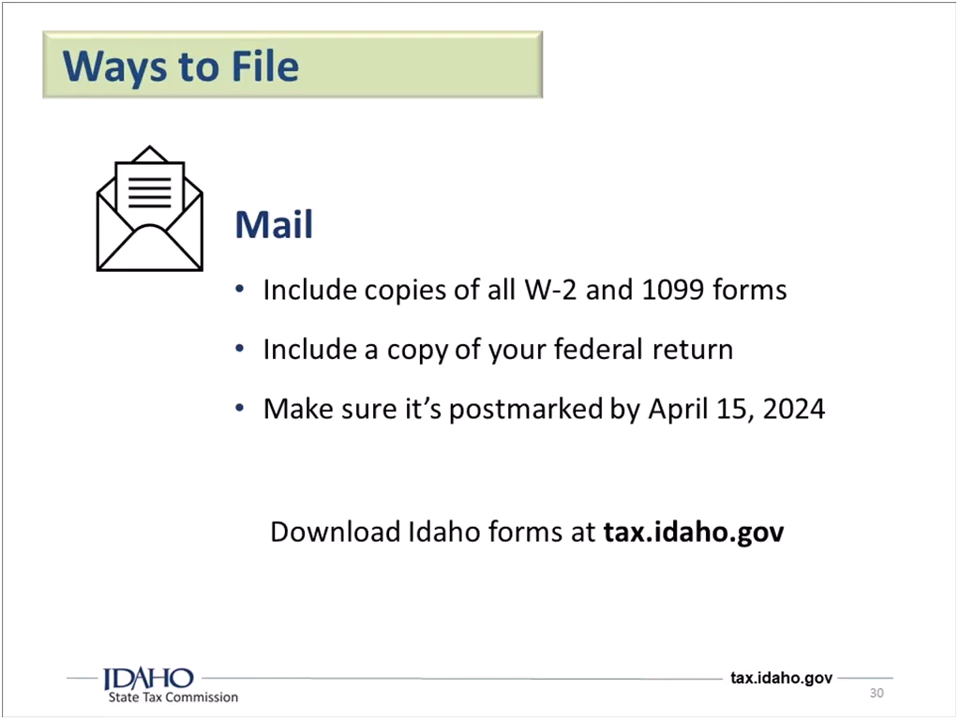 Ways to File
Mail
• Include copies of all W-2 and 1099 forms
• Include a copy of your federal return
• Make sure it’s postmarked by April 15, 2024
Download Idaho forms at tax.idaho.gov
IDAHO
State Tax Commission
tax.idaho.gov
30